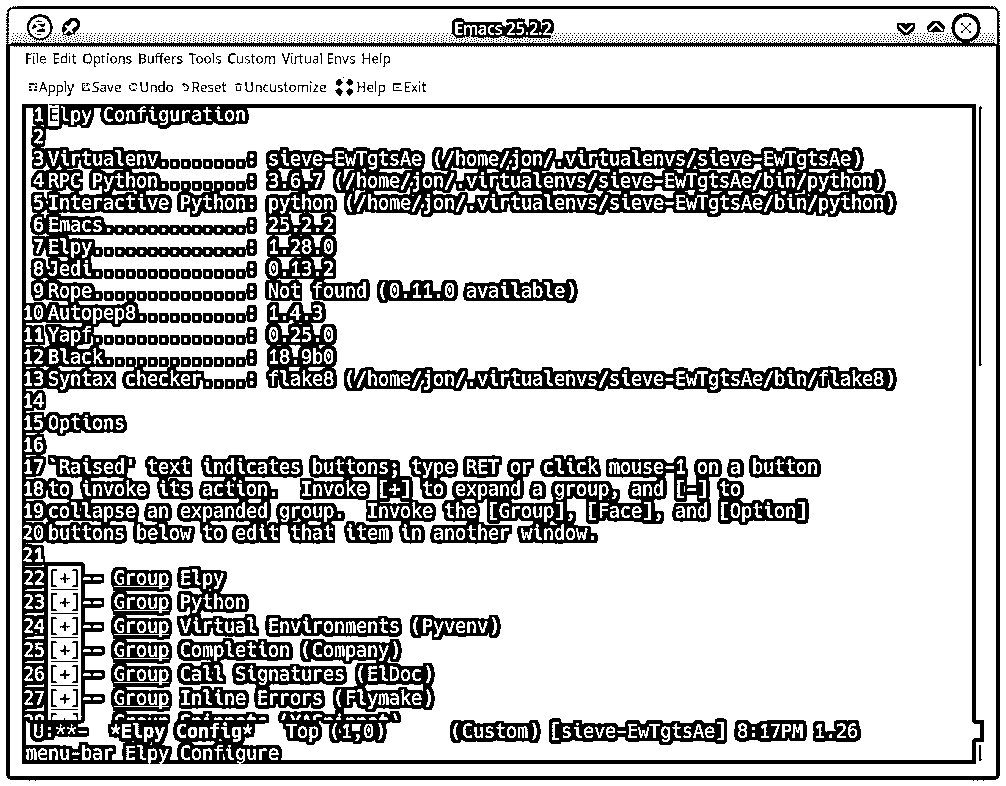 Emacs 25.2.2
File Edit Options Buffers Tools Custom Virtual Envs Help
Apply Save Undo Reset Uncustomize Help Exit
1 Elpy Configuration
2
3 Virtualenv........: sieve-EwTgtsAe (/home/jon/.virtualenvs/sieve-EwTgtsAe)
4 RPC Python........: 3.6.7 (/home/jon/.virtualenvs/sieve-EwTgtsAe/bin/python)
5 Interactive Python: python (/home/jon/.virtualenvs/sieve-EwTgtsAe/bin/python)
6 Emacs.............: 25.2.2
7 Elpy..............: 1.28.0
8 Jedi..............: 0.13.2
9 Rope..............: Not found (0.11.0 available)
10 Autopep8..........: 1.4.3
11 Yapf..............: 0.25.0
12 Black.............: 18.9b0
13 Syntax checker....: flake8 (/home/jon/.virtualenvs/sieve-EwTgtsAe/bin/flake8)
14
15 Options
16
17 `Raised' text indicates buttons; type RET or click mouse-1 on a button
18 to invoke its action.  Invoke [+] to expand a group, and [-] to
19 collapse an expanded group.  Invoke the [Group], [Face], and [Option]
20 buttons below to edit that item in another window.
21
22 [+]-- Group Elpy
23 [+]-- Group Python
24 [+]-- Group Virtual Environments (Pyvenv)
25 [+]-- Group Completion (Company)
26 [+]-- Group Call Signatures (ElDoc)
27 [+]-- Group Inline Errors (Flymake)
U:**-  *Elpy Config*   Top (1,0)      (Custom) [sieve-EwTgtsAe] 8:17PM 1.26
menu-bar Elpy Configure